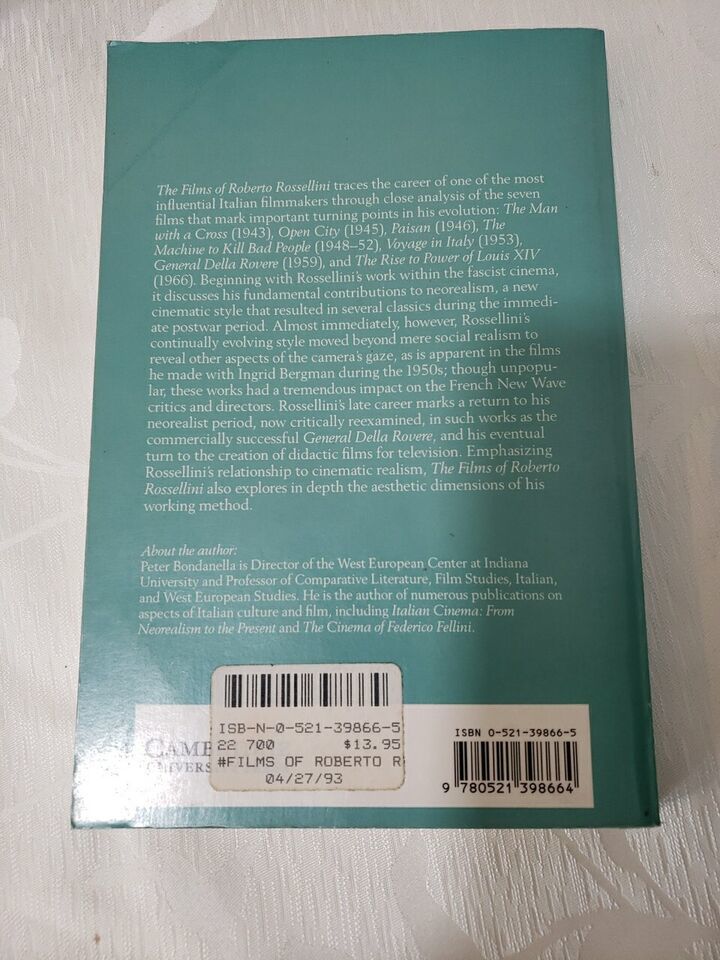 The Films of Roberto Rossellini traces the career of one of the most
influential Italian filmmakers through close analysis of the seven
films that mark important turning points in his evolution: The Man
with a Cross (1943), Open City (1945), Paisan (1946), The
Machine to Kill Bad People (1948–52), Voyage in Italy (1953),
General Della Rovere (1959), and The Rise to Power of Louis XIV
(1966). Beginning with Rossellini's work within the fascist cinema,
it discusses his fundamental contributions to neorealism, a new
cinematic style that resulted in several classics during the immedi-
ate postwar period. Almost immediately, however, Rossellini's
continually evolving style moved beyond mere social realism to
reveal other aspects of the camera's gaze, as is apparent in the films
he made with Ingrid Bergman during the 1950s; though unpopu-
lar, these works had a tremendous impact on the French New Wave
critics and directors. Rossellini's late career marks a return to his
neorealist period, now critically reexamined, in such works as the
commercially successful General Della Rovere, and his eventual
turn to the creation of didactic films for television. Emphasizing
Rossellini's relationship to cinematic realism, The Films of Roberto
Rossellini also explores in depth the aesthetic dimensions of his
working method.
About the author:
Peter Bondanella is Director of the West European Center at Indiana
University and Professor of Comparative Literature, Film Studies, Italian,
and West European Studies. He is the author of numerous publications on
aspects of Italian culture and film, including Italian Cinema: From
Neorealism to the Present and The Cinema of Federico Fellini.
CAMB
UNIVERS
ISB-N-0-521-39866-5
22 700 $13.95
#FILMS OF ROBERTO R
04/27/93
ISBN 0-521-39866-5
9 780521 398664